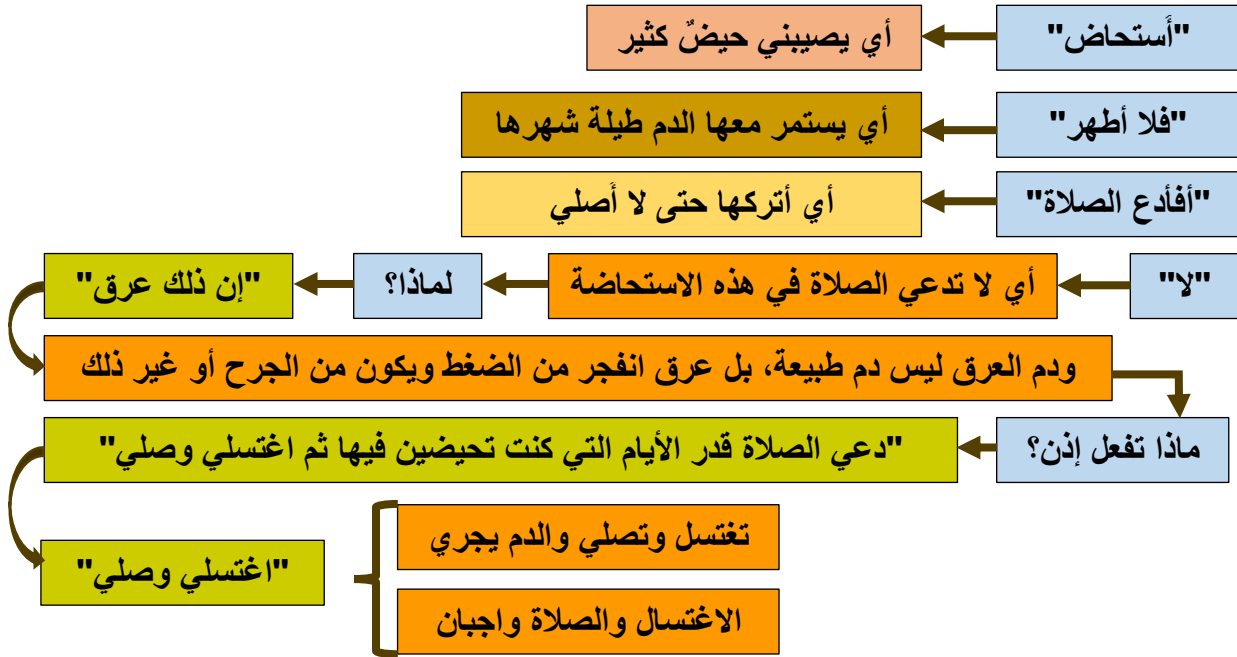 "أَستحاض"
أي يصيبني حيضٌ كثير
"فلا أطهر"
أي يستمر معها الدم طيلة شهرها
"أفأدع الصلاة"
أي أتركها حتى لا أَصلي
"لا"
أي لا تدعي الصلاة في هذه الاستحاضة
لماذا؟
"إن ذلك عرق"
ودم العرق ليس دم طبيعة، بل عرق انفجر من الضغط ويكون من الجرح أو غير ذلك
ماذا تفعل إذن؟
"دعي الصلاة قدر الأيام التي كنت تحيضين فيها ثم اغتسلي وصلي"
"اغتسلي وصلي"
تغتسل وتصلي والدم يجري
الاغتسال والصلاة واجبان